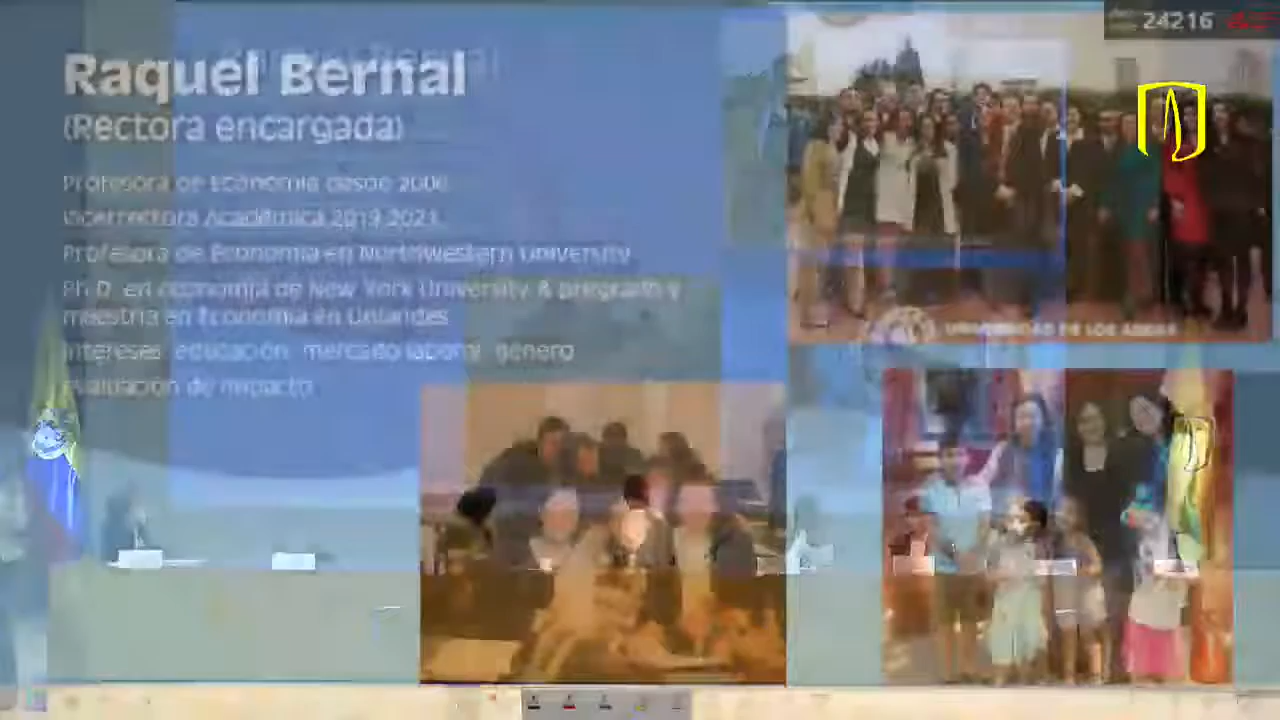 24216
Raquel Bernal
(Rectora encargada)
Profesora de Economía desde 2006
Vicerrectora Académica 2019-2021
Profesora de Economía en Northwestern University
Ph.D. en economía de New York University & pregrado y
maestría en Economía en Uniandes
Intereses: educación, mercado laboral, género
evaluación de impacto
UNIVERSIDAD DE LOS ANDES